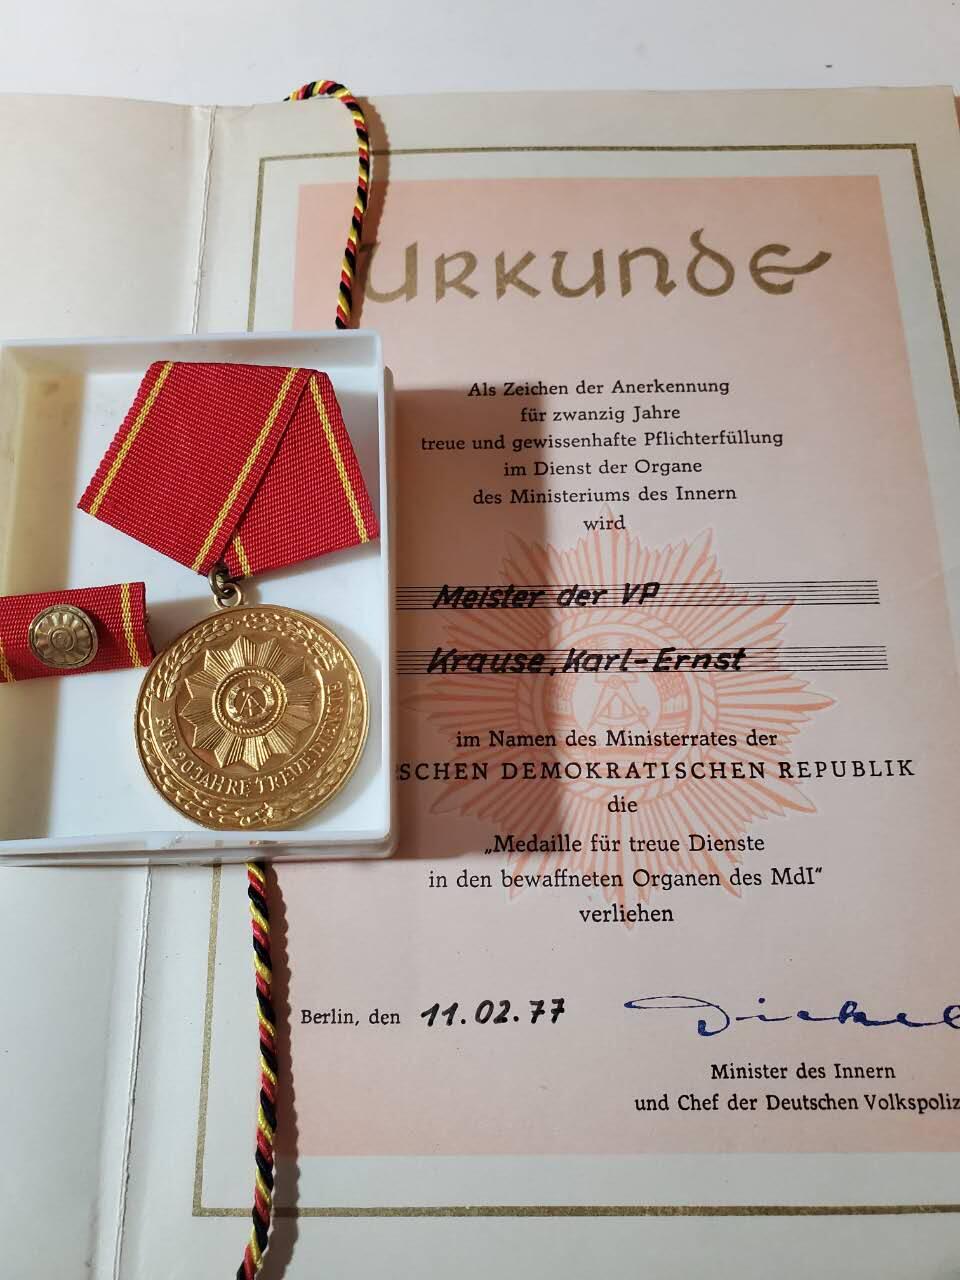 Urkunde
Als Zeichen der Anerkennung
für zwanzig Jahre
treue und gewissenhafte Pflichterfüllung
im Dienst der Organe
des Ministeriums des Innern
wird
Meister der VP
Krause, Karl-Ernst
im Namen des Ministerrates der
SCHEN DEMOKRATISCHEN REPUBLIK
die
„Medaille für treue Dienste
in den bewaffneten Organen des MdI“
verliehen
Berlin, den 11.02.77
Dickel
Minister des Innern
und Chef der Deutschen Volkspoliz
FÜR 20 JAHRE TREUE DIENSTE